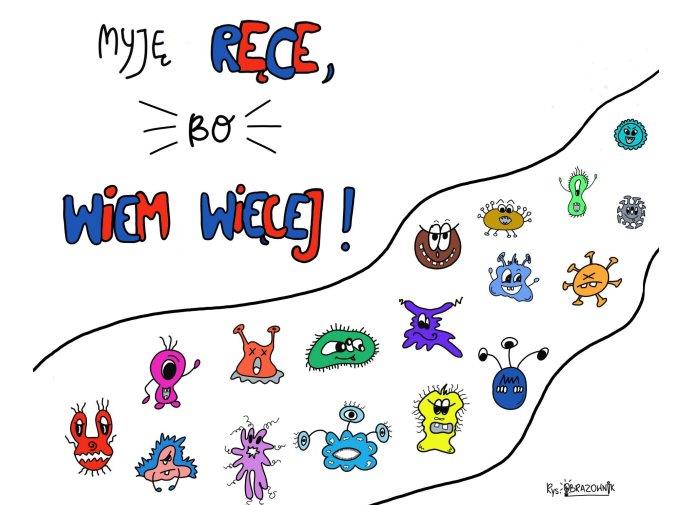 MYJĘ RĘCE,
BO
WIEM WIĘCEJ!
Rys. OBRAZOWNIK